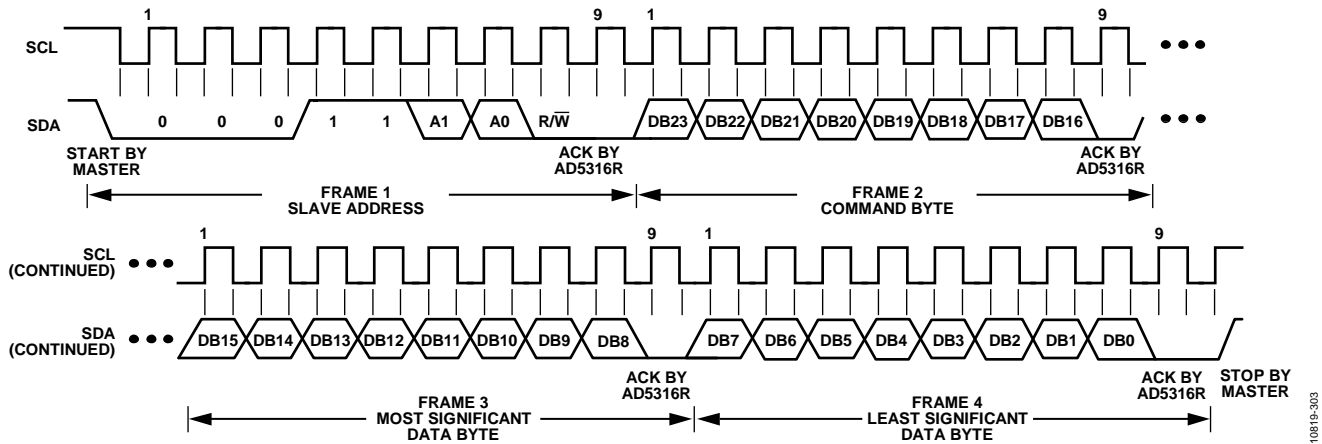 1 9 1 9
SCL
SDA
0 0 0 1 1 A1 A0 R/W̅ DB23 DB22 DB21 DB20 DB19 DB18 DB17 DB16
START BY
MASTER
ACK BY
AD5316R
ACK BY
AD5316R
FRAME 1
SLAVE ADDRESS
FRAME 2
COMMAND BYTE
1 9 1 9
SCL
(CONTINUED)
SDA
(CONTINUED)
DB15 DB14 DB13 DB12 DB11 DB10 DB9 DB8 DB7 DB6 DB5 DB4 DB3 DB2 DB1 DB0
ACK BY
AD5316R
ACK BY
AD5316R
STOP BY
MASTER
FRAME 3
MOST SIGNIFICANT
DATA BYTE
FRAME 4
LEAST SIGNIFICANT
DATA BYTE
10819-303